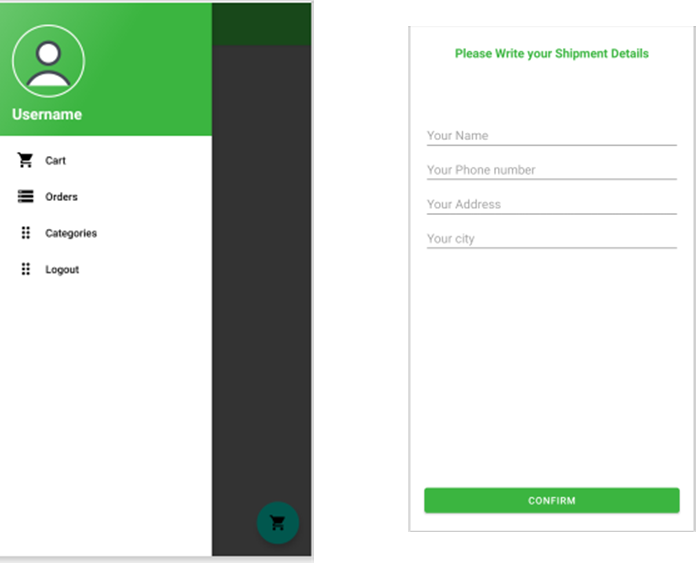 Username
Cart
Orders
Categories
Logout
Please Write your Shipment Details
Your Name
Your Phone number
Your Address
Your city
CONFIRM